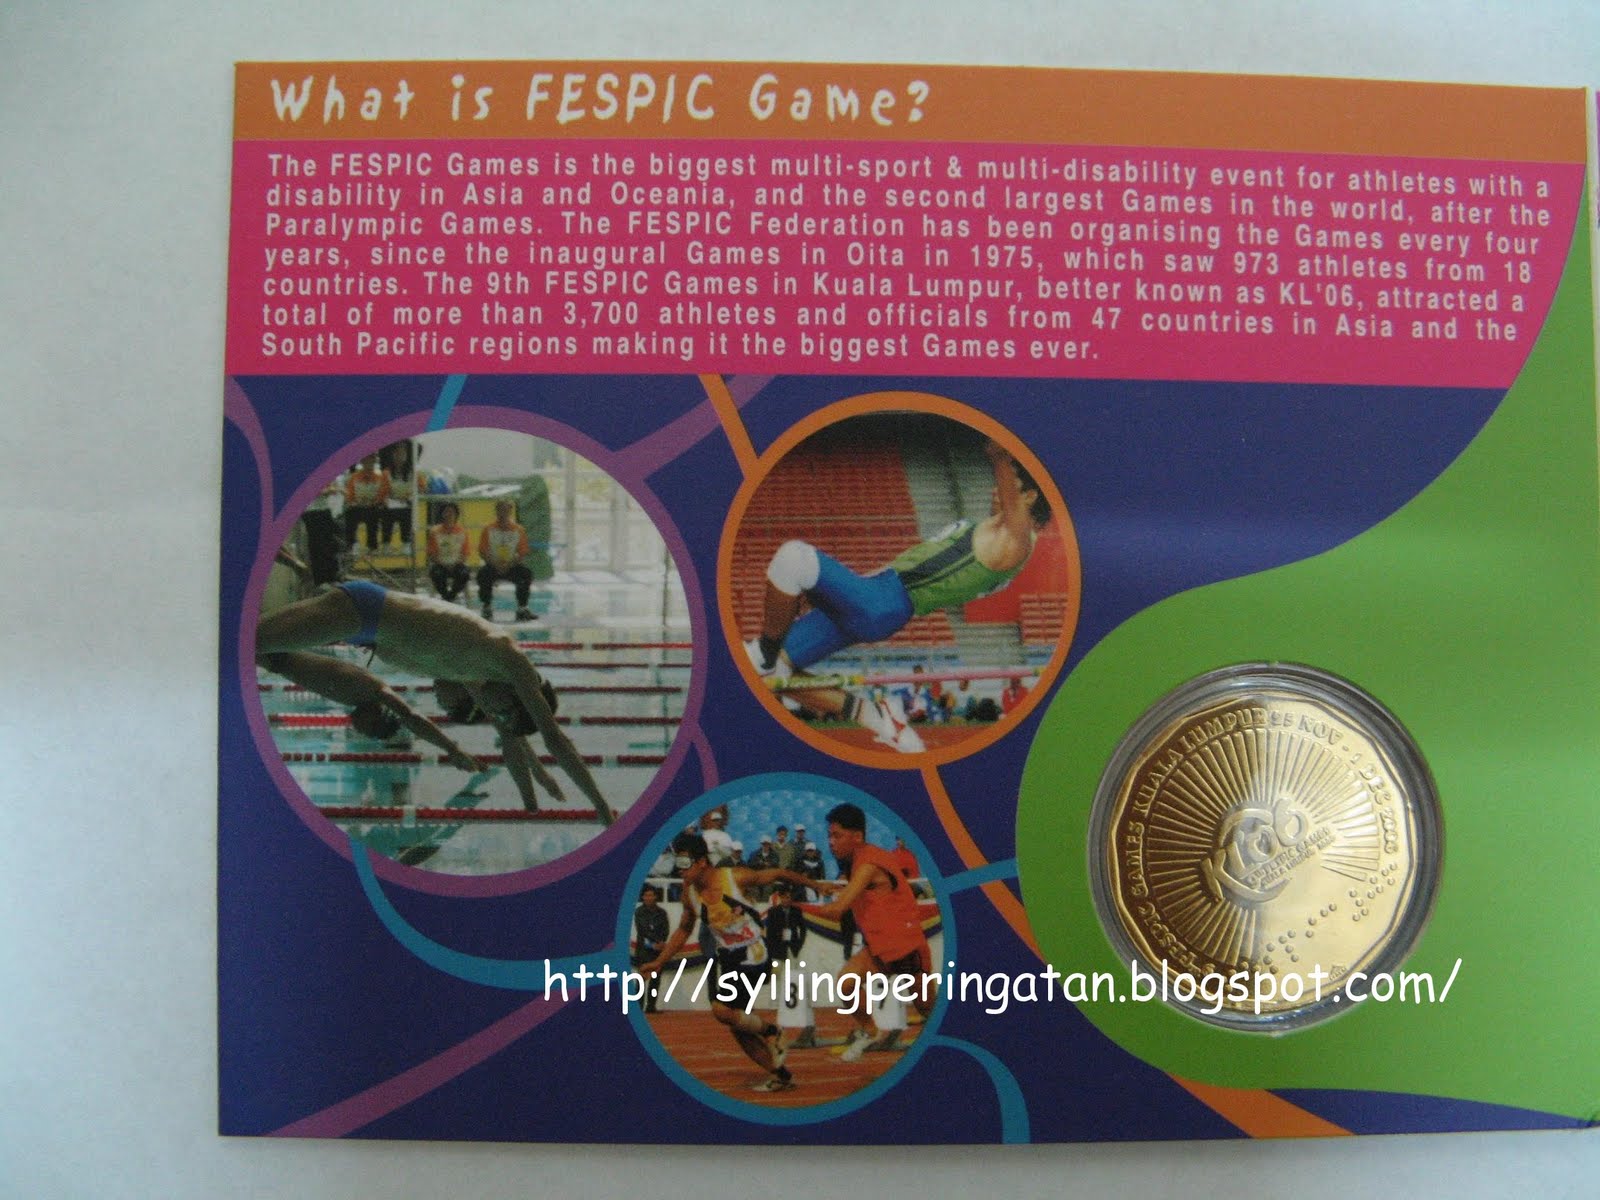 What is FESPIC Game?
The FESPIC Games is the biggest multi-sport & multi-disability event for athletes with a
disability in Asia and Oceania, and the second largest Games in the world, after the
Paralympic Games. The FESPIC Federation has been organising the Games every four
years, since the inaugural Games in Oita in 1975, which saw 973 athletes from 18
countries. The 9th FESPIC Games in Kuala Lumpur, better known as KL'06, attracted a
total of more than 3,700 athletes and officials from 47 countries in Asia and the
South Pacific regions making it the biggest Games ever.
FESPIC GAMES KUALA LUMPUR 25 NOV - 1 DEC 2006
http://syilingperingatan.blogspot.com/